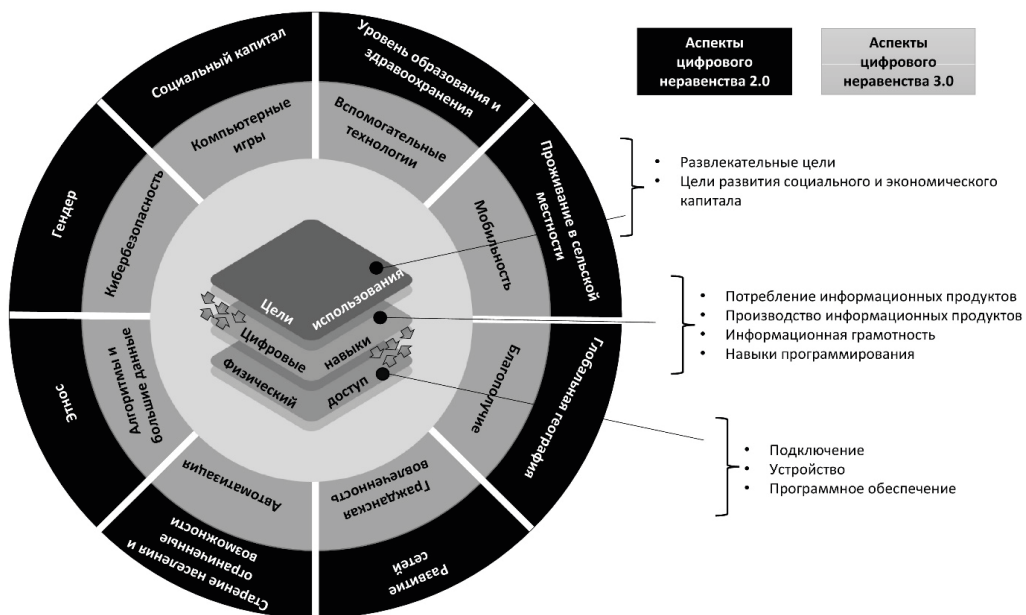 Аспекты
цифрового
неравенства 2.0
Аспекты
цифрового
неравенства 3.0
Социальный капитал
Уровень образования и
здравоохранения
Проживание в сельской
местности
Глобальная география
Развитие
сетей
Старение населения и
ограниченные
возможности
Этнос
Гендер
Компьютерные
игры
Вспомогательные
технологии
Мобильность
Благополучие
Гражданская
вовлеченность
Автоматизация
Алгоритмы и
большие данные
Кибербезопасность
Цели использования
Цифровые навыки
Физический доступ
• Развлекательные цели
• Цели развития социального и экономического
капитала
• Потребление информационных продуктов
• Производство информационных продуктов
• Информационная грамотность
• Навыки программирования
• Подключение
• Устройство
• Программное обеспечение